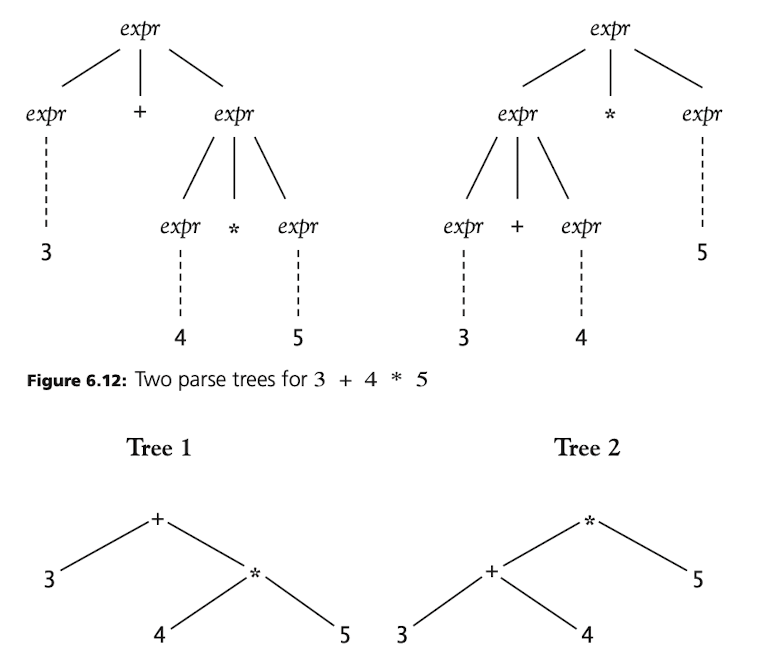 expr expr
expr + expr expr * expr
expr * expr expr + expr
3 5
4 5 3 4
Figure 6.12: Two parse trees for 3 + 4 * 5
Tree 1 Tree 2
+ *
3 * + 5
4 5 3 4